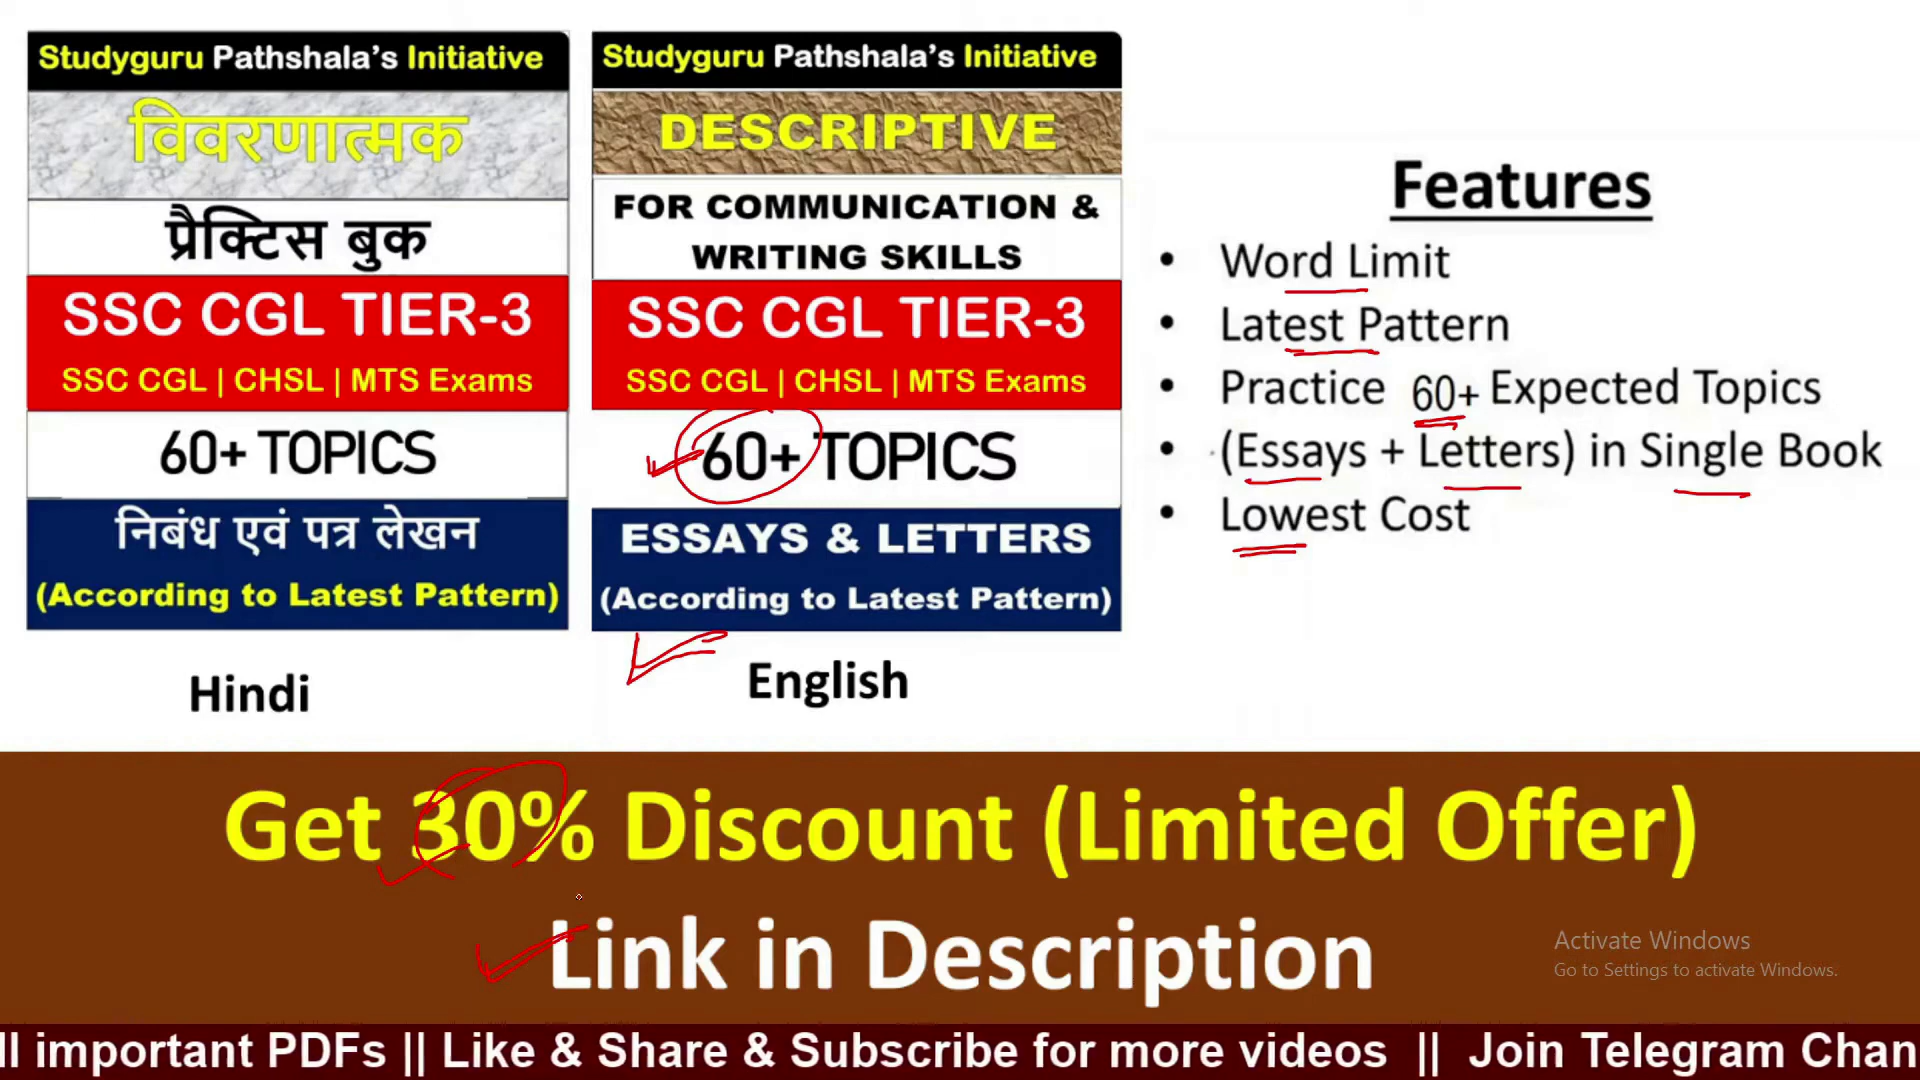 Studyguru Pathshala's Initiative
विवरणात्मक
प्रैक्टिस बुक
SSC CGL TIER-3
SSC CGL | CHSL | MTS Exams
60+ TOPICS
निबंध एवं पत्र लेखन
(According to Latest Pattern)
Hindi
Studyguru Pathshala's Initiative
DESCRIPTIVE
FOR COMMUNICATION &
WRITING SKILLS
SSC CGL TIER-3
SSC CGL | CHSL | MTS Exams
60+ TOPICS
ESSAYS & LETTERS
(According to Latest Pattern)
English
Features
• Word Limit
• Latest Pattern
• Practice 60+ Expected Topics
• (Essays + Letters) in Single Book
• Lowest Cost
Get 30% Discount (Limited Offer)
Link in Description
Activate Windows
Go to Settings to activate Windows.
ll important PDFs || Like & Share & Subscribe for more videos || Join Telegram Chan